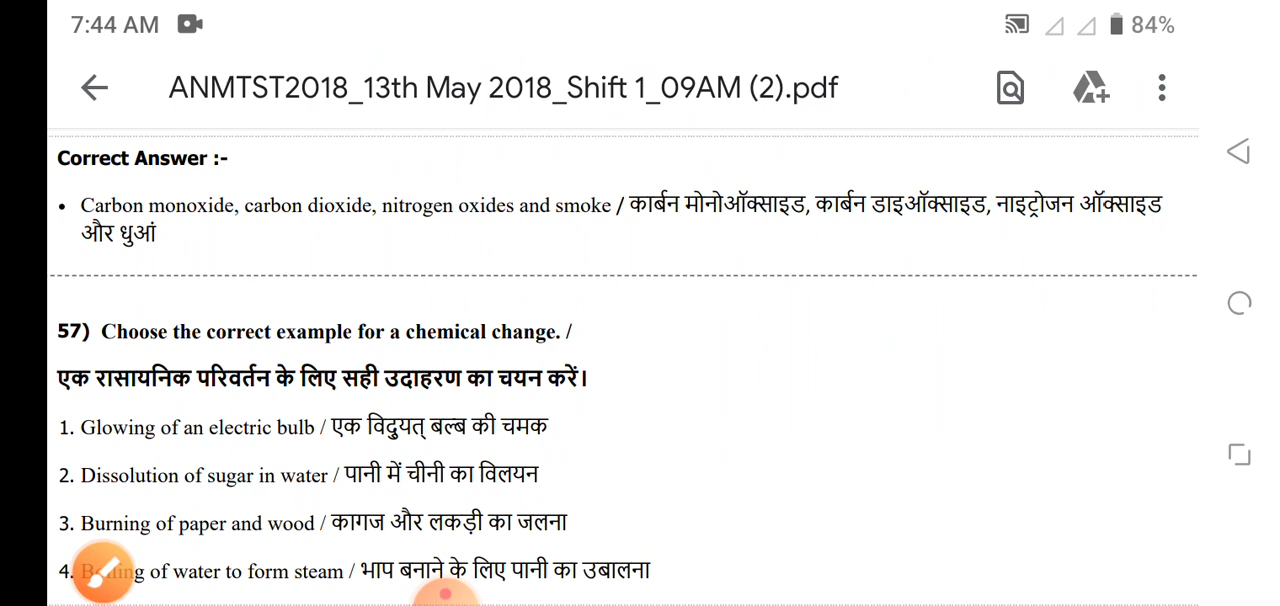 7:44 AM 84%
ANMTST2018_13th May 2018_Shift 1_09AM (2).pdf
Correct Answer :-
• Carbon monoxide, carbon dioxide, nitrogen oxides and smoke / कार्बन मोनोऑक्साइड, कार्बन डाइऑक्साइड, नाइट्रोजन ऑक्साइड
और धुआं
57) Choose the correct example for a chemical change. /
एक रासायनिक परिवर्तन के लिए सही उदाहरण का चयन करें।
1. Glowing of an electric bulb / एक विद्युयत् बल्ब की चमक
2. Dissolution of sugar in water / पानी में चीनी का विलयन
3. Burning of paper and wood / कागज और लकड़ी का जलना
4. of water to form steam / भाप बनाने के लिए पानी का उबालना